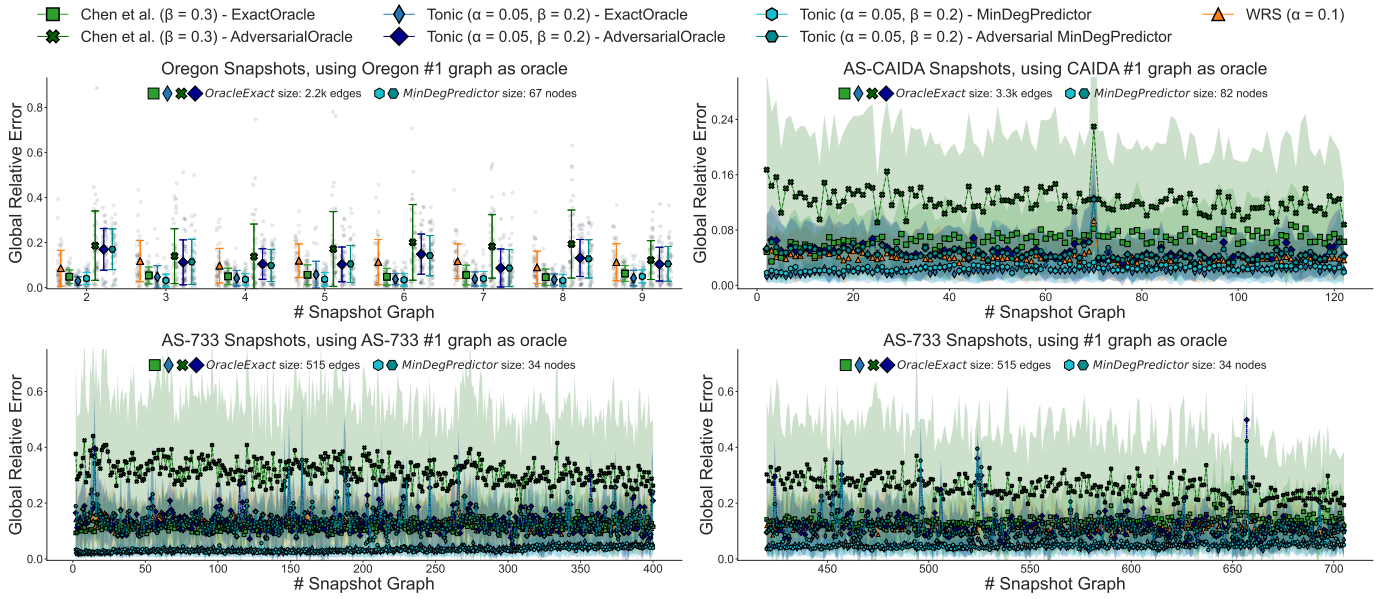 Chen et al. (β = 0.3) - ExactOracle
Chen et al. (β = 0.3) - AdversarialOracle
Tonic (α = 0.05, β = 0.2) - ExactOracle
Tonic (α = 0.05, β = 0.2) - AdversarialOracle
Tonic (α = 0.05, β = 0.2) - MinDegPredictor
Tonic (α = 0.05, β = 0.2) - Adversarial MinDegPredictor
WRS (α = 0.1)
Oregon Snapshots, using Oregon #1 graph as oracle
OracleExact size: 2.2k edges
MinDegPredictor size: 67 nodes
Global Relative Error
0.8
0.6
0.4
0.2
0.0
2 3 4 5 6 7 8 9
# Snapshot Graph
AS-CAIDA Snapshots, using CAIDA #1 graph as oracle
OracleExact size: 3.3k edges
MinDegPredictor size: 82 nodes
Global Relative Error
0.24
0.16
0.08
0.00
0 20 40 60 80 100 120
# Snapshot Graph
AS-733 Snapshots, using AS-733 #1 graph as oracle
OracleExact size: 515 edges
MinDegPredictor size: 34 nodes
Global Relative Error
0.6
0.4
0.2
0.0
0 50 100 150 200 250 300 350 400
# Snapshot Graph
AS-733 Snapshots, using #1 graph as oracle
OracleExact size: 515 edges
MinDegPredictor size: 34 nodes
Global Relative Error
0.6
0.4
0.2
0.0
450 500 550 600 650 700
# Snapshot Graph